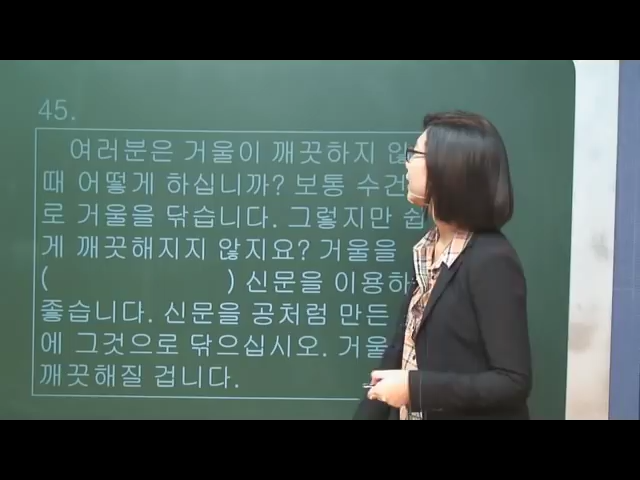 45.
여러분은 거울이 깨끗하지 않
때 어떻게 하십니까? 보통 수건
로 거울을 닦습니다. 그렇지만 쉽
게 깨끗해지지 않지요? 거울을
( ) 신문을 이용하
좋습니다. 신문을 공처럼 만든
에 그것으로 닦으십시오. 거울
깨끗해질 겁니다.